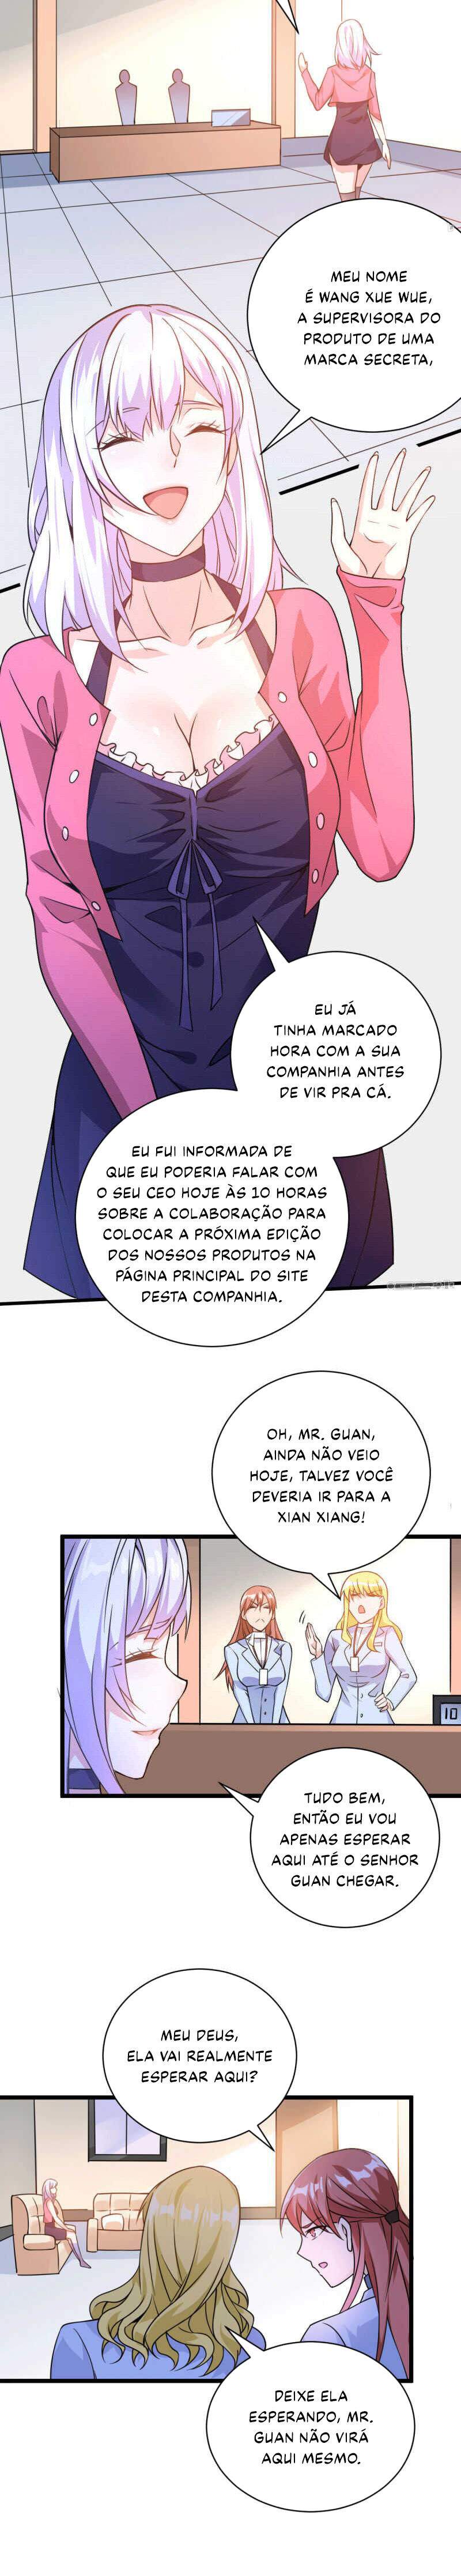 MEU NOME
É WANG XUE WUE,
A SUPERVISORA DO
PRODUTO DE UMA
MARCA SECRETA,
EU JÁ
TINHA MARCADO
HORA COM A SUA
COMPANHIA ANTES
DE VIR PRA CÁ.
EU FUI INFORMADA DE
QUE EU PODERIA FALAR COM
O SEU CEO HOJE ÀS 10 HORAS
SOBRE A COLABORAÇÃO PARA
COLOCAR A PRÓXIMA EDIÇÃO
DOS NOSSOS PRODUTOS NA
PÁGINA PRINCIPAL DO SITE
DESTA COMPANHIA.
OH, MR. GUAN,
AINDA NÃO VEIO
HOJE, TALVEZ VOCÊ
DEVERIA IR PARA A
XIAN XIANG!
10
TUDO BEM,
ENTÃO EU VOU
APENAS ESPERAR
AQUI ATÉ O SENHOR
GUAN CHEGAR.
MEU DEUS,
ELA VAI REALMENTE
ESPERAR AQUI?
DEIXE ELA
ESPERANDO, MR.
GUAN NÃO VIRÁ
AQUI MESMO.